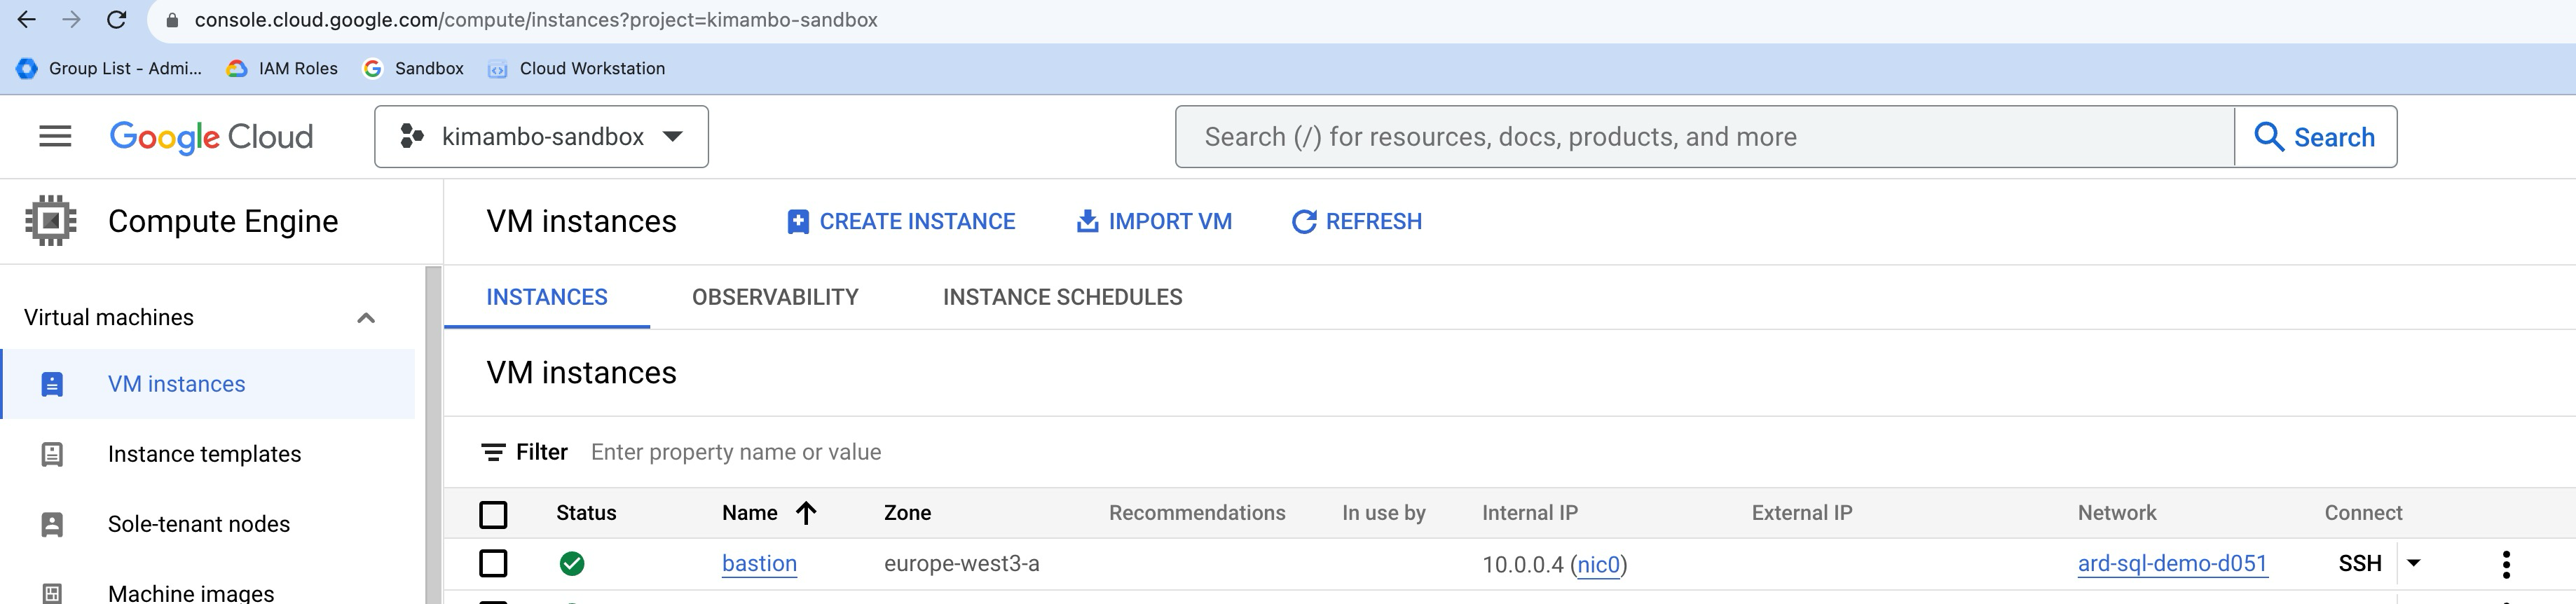 console.cloud.google.com/compute/instances?project=kimambo-sandbox
Group List - Admi... IAM Roles Sandbox Cloud Workstation
Google Cloud kimambo-sandbox Search (/) for resources, docs, products, and more Search
Compute Engine VM instances CREATE INSTANCE IMPORT VM REFRESH
INSTANCES OBSERVABILITY INSTANCE SCHEDULES
Virtual machines
VM instances
VM instances
Instance templates
Filter Enter property name or value
Sole-tenant nodes
Status Name Zone Recommendations In use by Internal IP External IP Network Connect
bastion europe-west3-a 10.0.0.4 (nic0) ard-sql-demo-d051 SSH
Machine images